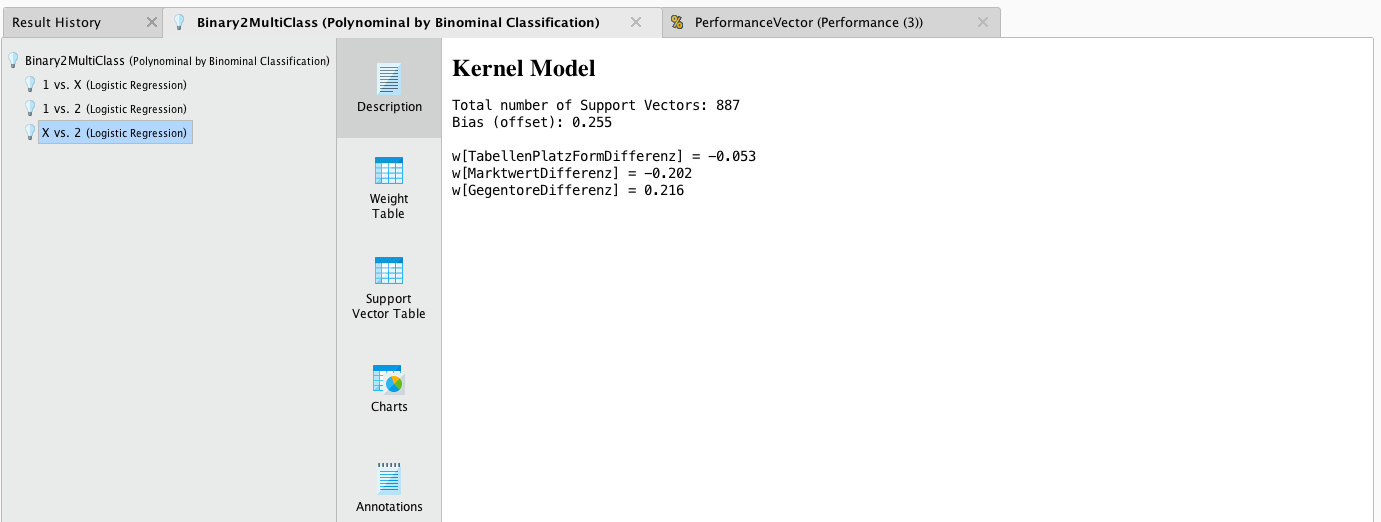 Result History
Binary2MultiClass (Polynominal by Binominal Classification)
PerformanceVector (Performance (3))
Binary2MultiClass (Polynominal by Binominal Classification)
1 vs. X (Logistic Regression)
1 vs. 2 (Logistic Regression)
X vs. 2 (Logistic Regression)
Description
Weight
Table
Support
Vector Table
Charts
Annotations
Kernel Model
Total number of Support Vectors: 887
Bias (offset): 0.255
w[TabellenPlatzFormDifferenz] = -0.053
w[MarktwertDifferenz] = -0.202
w[GegentoreDifferenz] = 0.216